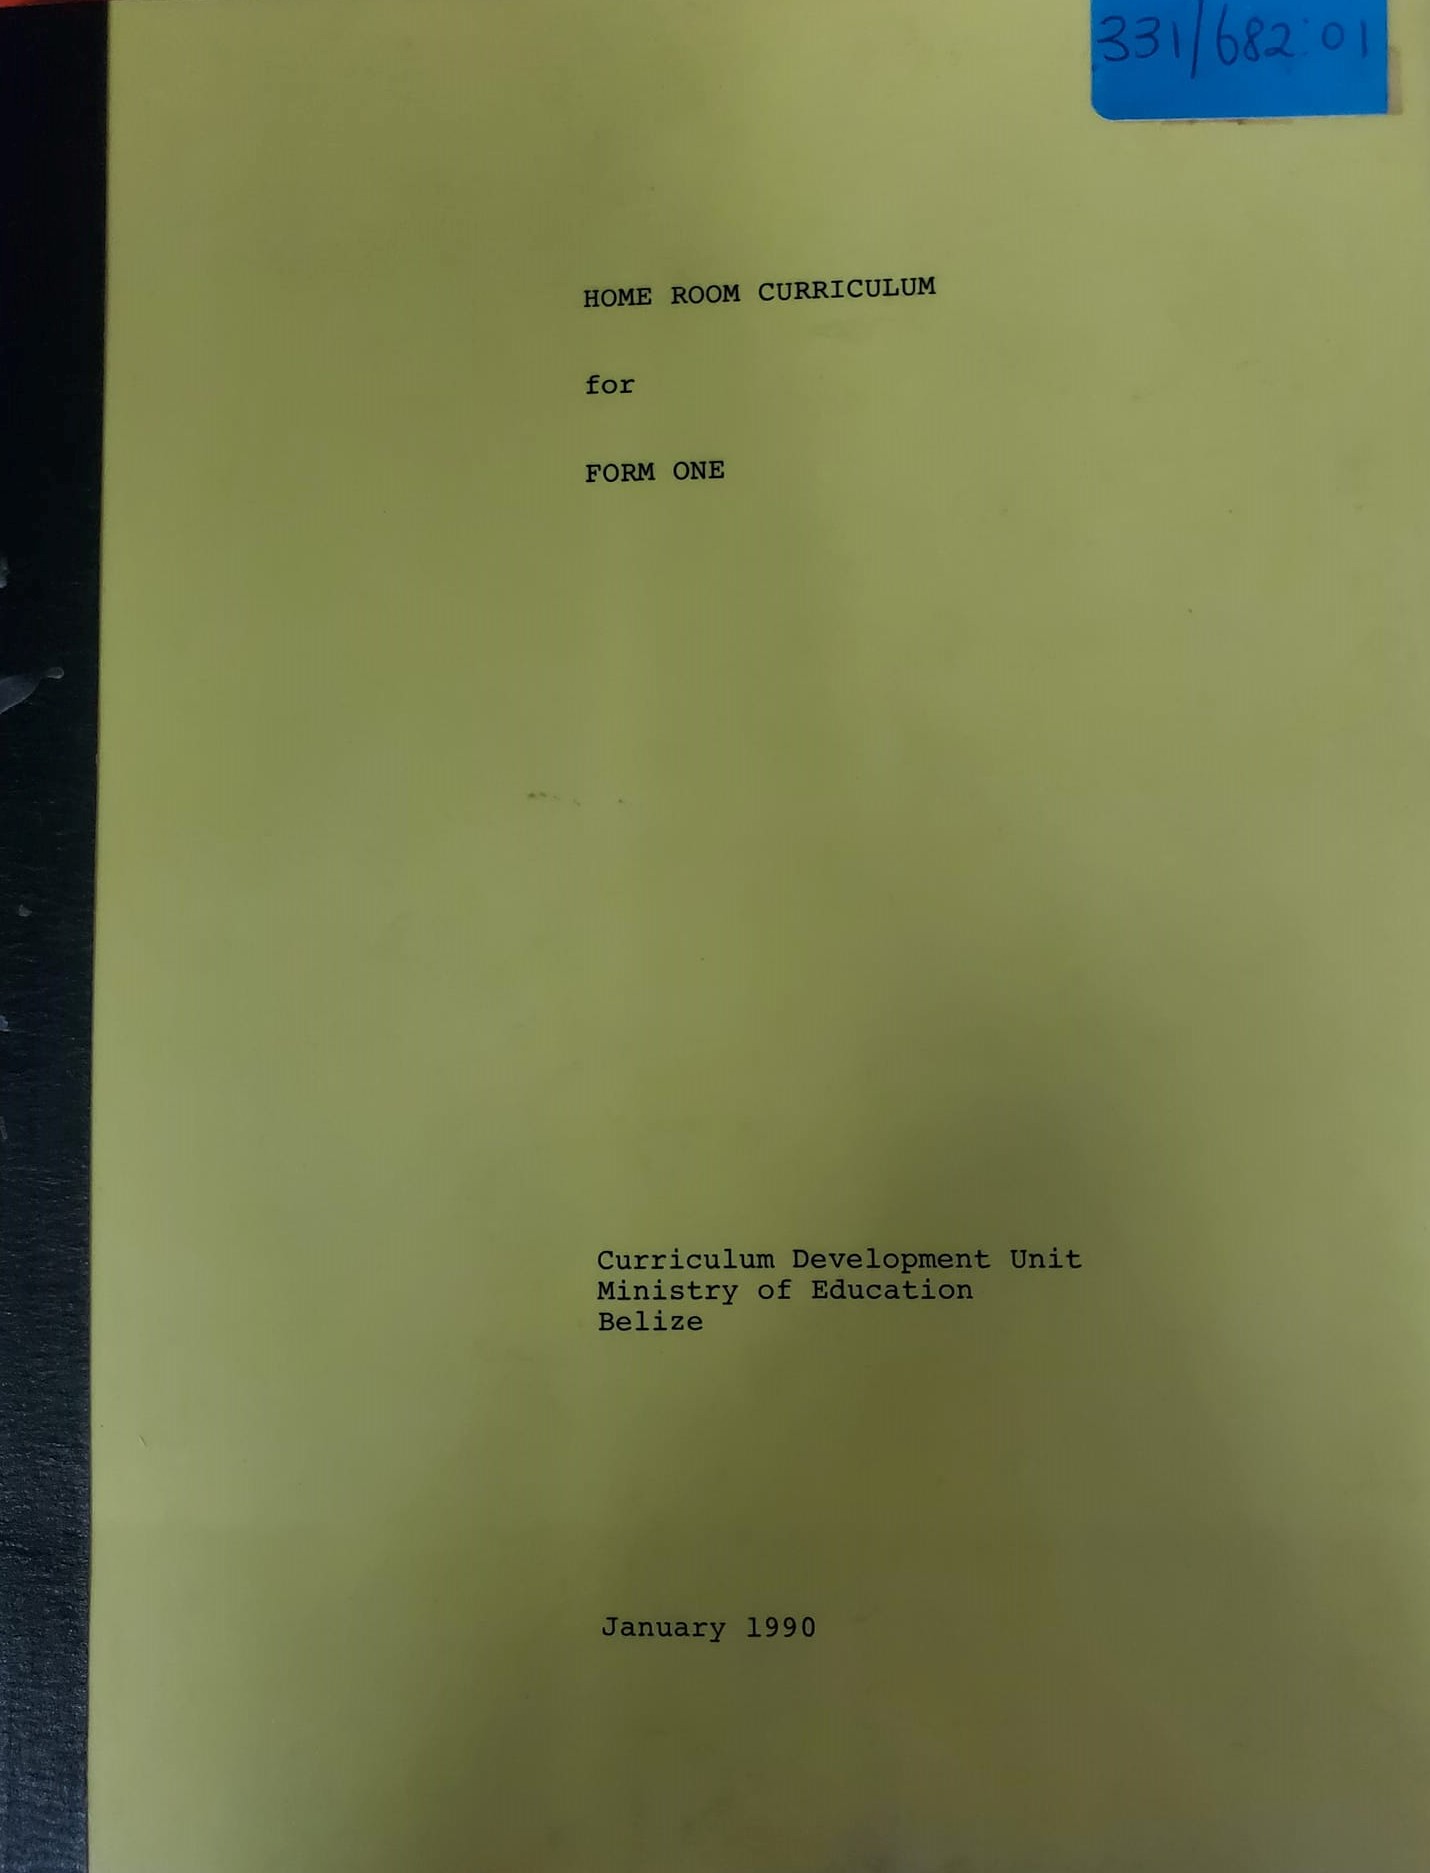 331/682:01
HOME ROOM CURRICULUM
for
FORM ONE
Curriculum Development Unit
Ministry of Education
Belize
January 1990